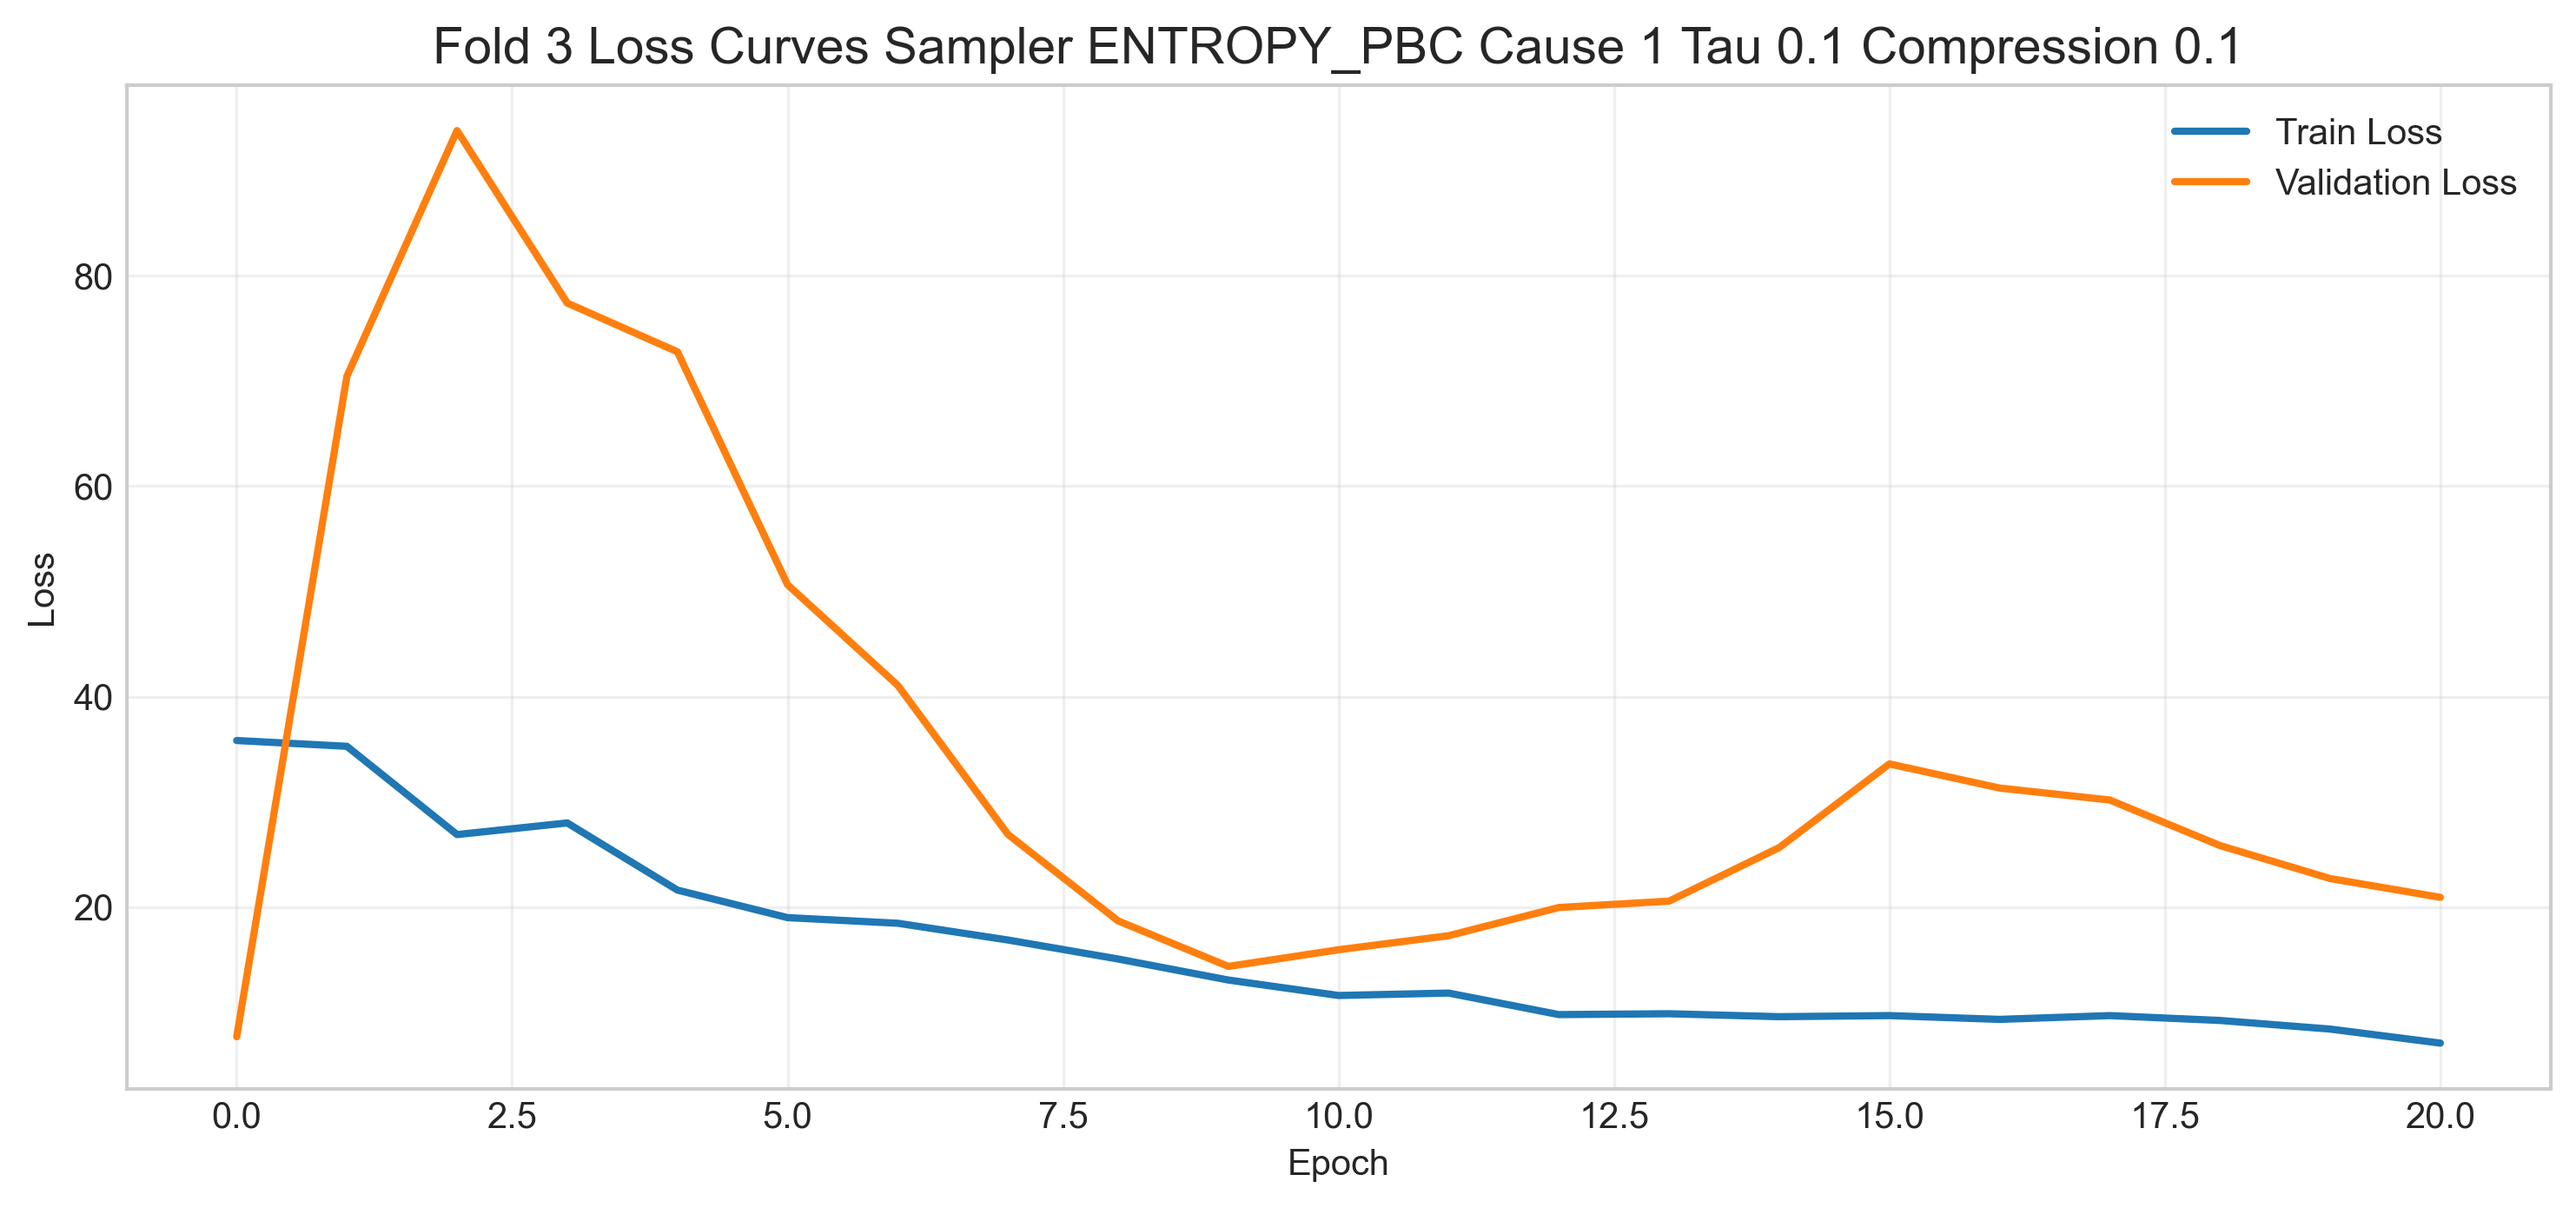 Fold 3 Loss Curves Sampler ENTROPY_PBC Cause 1 Tau 0.1 Compression 0.1
Train Loss
Validation Loss
80
60
40
20
Loss
0.0 2.5 5.0 7.5 10.0 12.5 15.0 17.5 20.0
Epoch